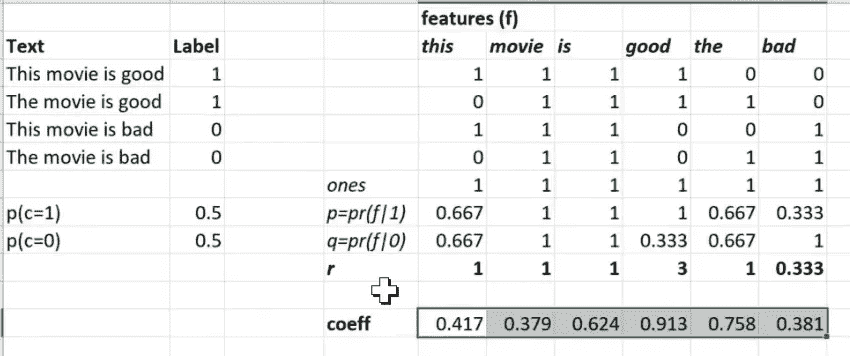 features (f)
Text Label this movie is good the bad
This movie is good 1 1 1 1 1 0 0
The movie is good 1 0 1 1 1 1 0
This movie is bad 0 1 1 1 0 0 1
The movie is bad 0 0 1 1 0 1 1
ones 1 1 1 1 1 1
p(c=1) 0.5 p=pr(f|1) 0.667 1 1 1 0.667 0.333
p(c=0) 0.5 q=pr(f|0) 0.667 1 1 0.333 0.667 1
r 1 1 1 3 1 0.333
coeff 0.417 0.379 0.624 0.913 0.758 0.381